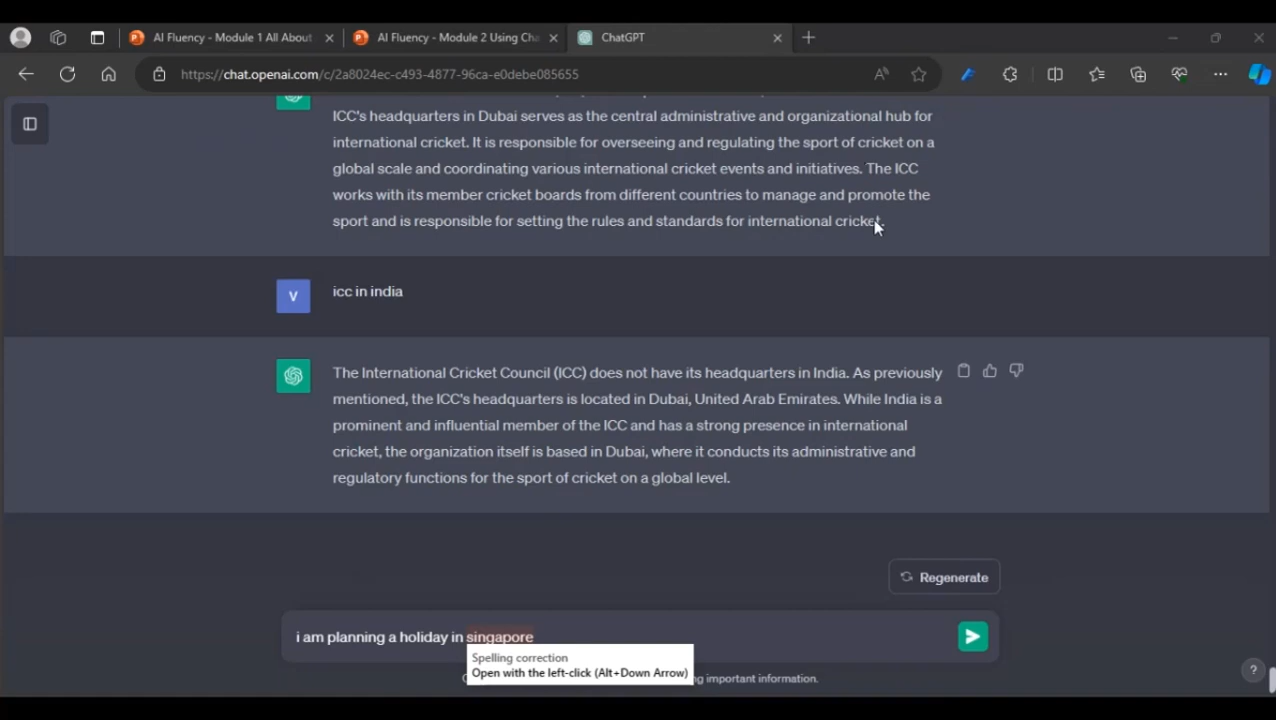 AI Fluency - Module 1 All About
AI Fluency - Module 2 Using Cha
ChatGPT
https://chat.openai.com/c/2a8024ec-c493-4877-96ca-e0debe085655
ICC's headquarters in Dubai serves as the central administrative and organizational hub for
international cricket. It is responsible for overseeing and regulating the sport of cricket on a
global scale and coordinating various international cricket events and initiatives. The ICC
works with its member cricket boards from different countries to manage and promote the
sport and is responsible for setting the rules and standards for international cricket.
V
icc in india
The International Cricket Council (ICC) does not have its headquarters in India. As previously
mentioned, the ICC's headquarters is located in Dubai, United Arab Emirates. While India is a
prominent and influential member of the ICC and has a strong presence in international
cricket, the organization itself is based in Dubai, where it conducts its administrative and
regulatory functions for the sport of cricket on a global level.
Regenerate
i am planning a holiday in singapore
Spelling correction
Open with the left-click (Alt+Down Arrow)
ng important information.
?